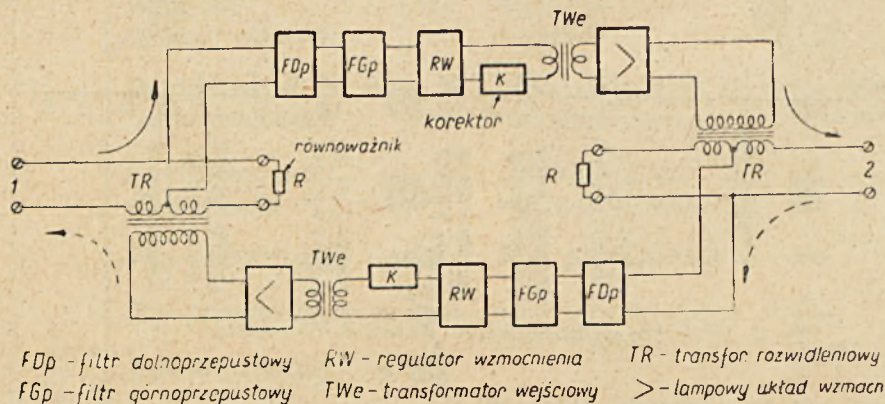 TWe
FDp FGp RW K >
korektor
równoważnik
1 TR R R TR 2
TWe
< K RW FGp FDp
FDp - filtr dolnoprzepustowy RW - regulator wzmocnienia TR - transfor. rozwidleniowy
FGp - filtr górnoprzepustowy TWe - transformator wejściowy > - lampowy układ wzmacn